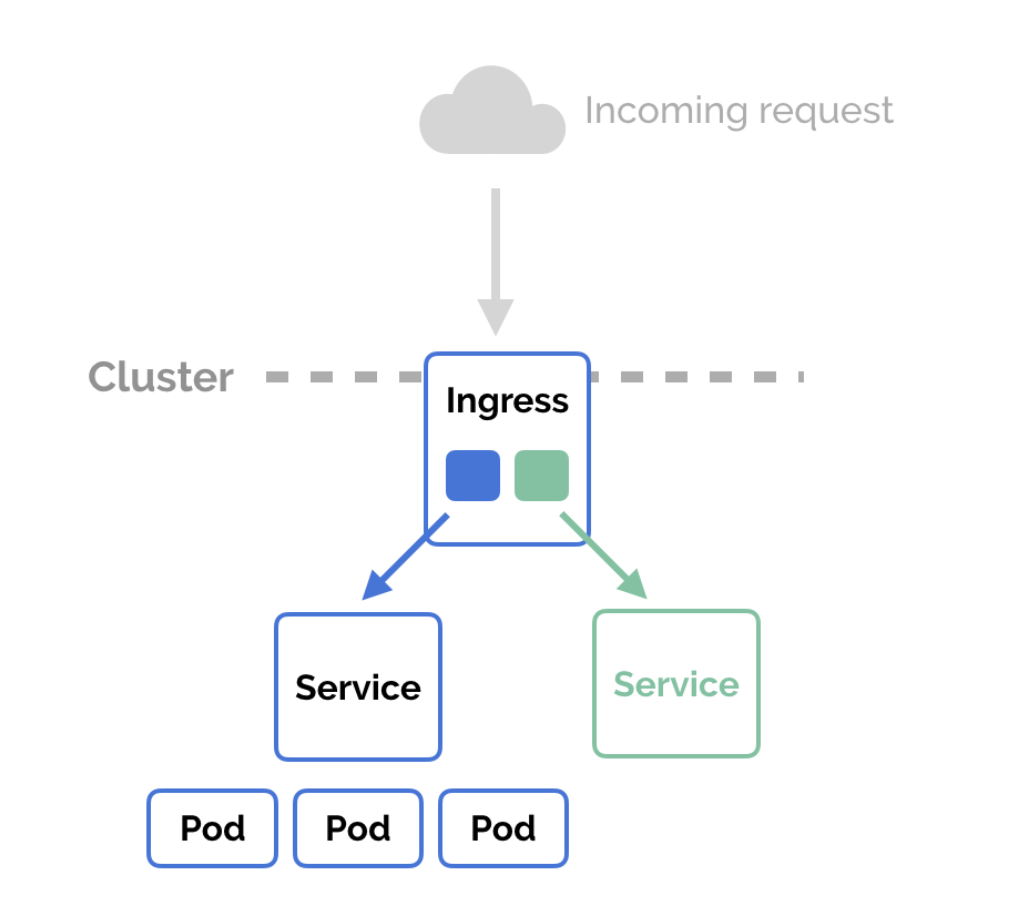 Incoming request
Cluster
Ingress
Service
Service
Pod
Pod
Pod